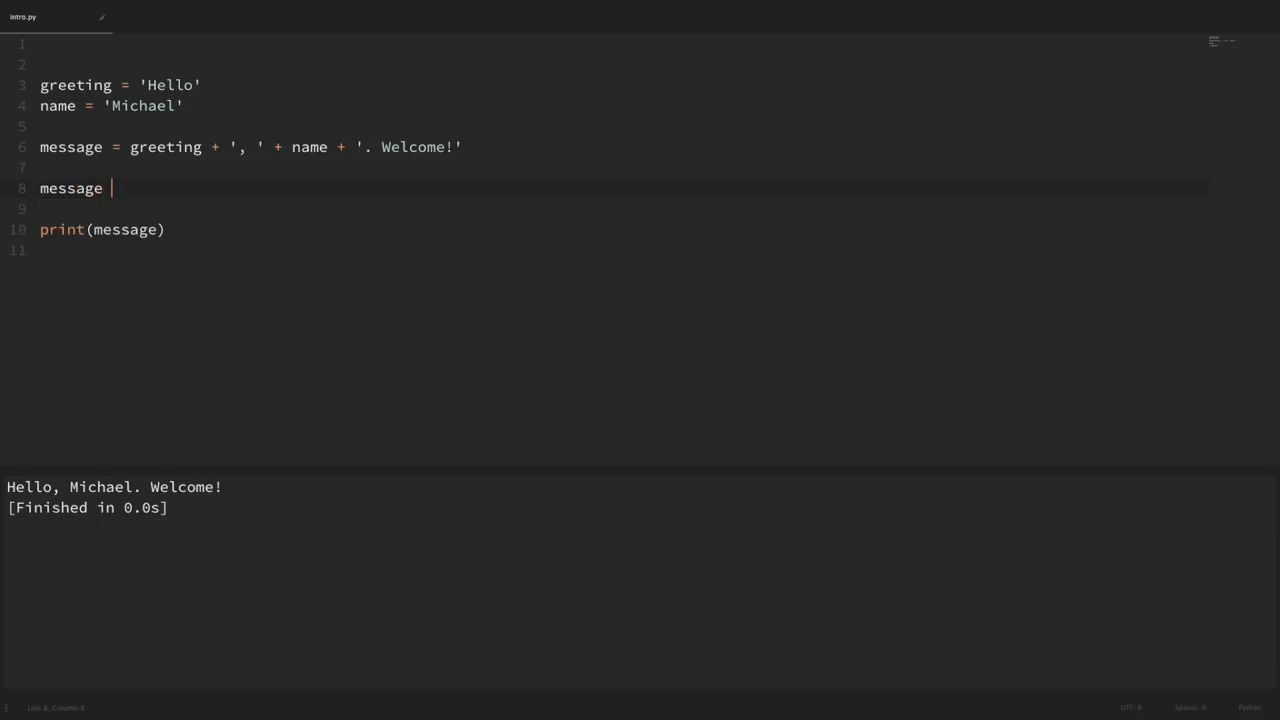 intro.py
1
2
3 greeting = 'Hello'
4 name = 'Michael'
5
6 message = greeting + ', ' + name + '. Welcome!'
7
8 message
9
10 print(message)
11
Hello, Michael. Welcome!
[Finished in 0.0s]
Line 8, Column 9 UTF-8 Spaces: 4 Python